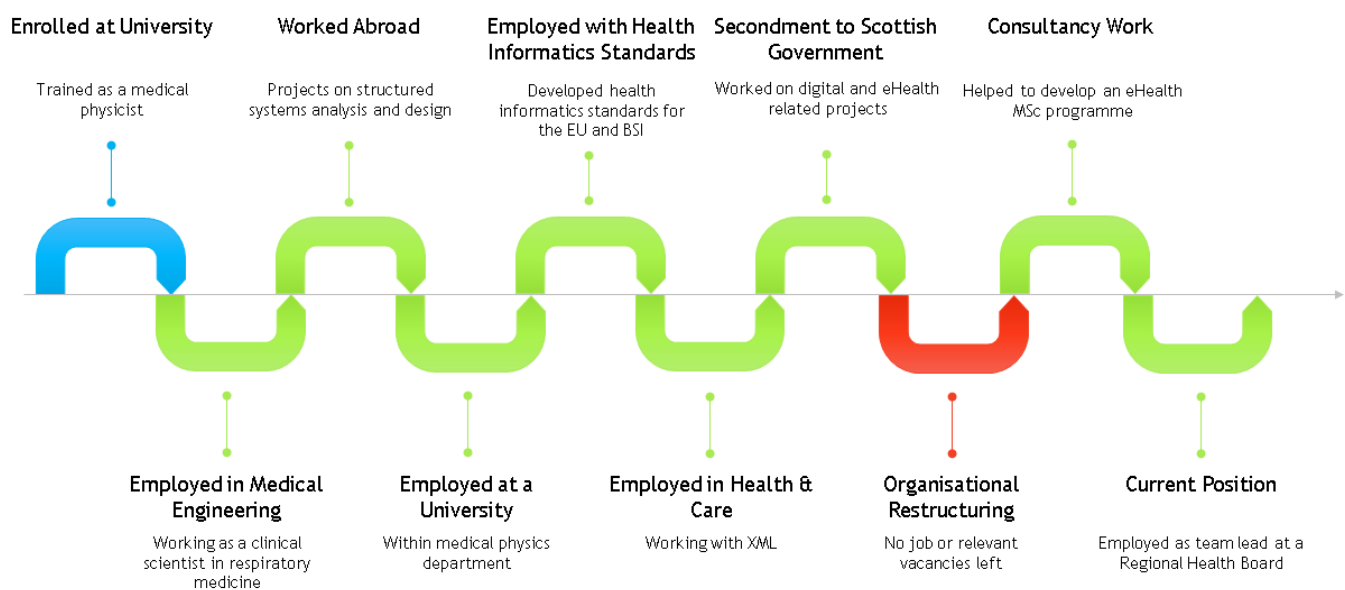 Enrolled at University
Trained as a medical
physicist
Worked Abroad
Projects on structured
systems analysis and design
Employed with Health
Informatics Standards
Developed health
informatics standards for
the EU and BSI
Secondment to Scottish
Government
Worked on digital and eHealth
related projects
Consultancy Work
Helped to develop an eHealth
MSc programme
Employed in Medical
Engineering
Working as a clinical
scientist in respiratory
medicine
Employed at a
University
Within medical physics
department
Employed in Health &
Care
Working with XML
Organisational
Restructuring
No job or relevant
vacancies left
Current Position
Employed as team lead at a
Regional Health Board